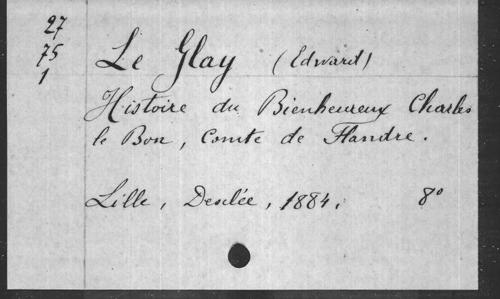 27
75
1
Le Glay (Edward)
Histoire du Bienheureux Charles
le Bon, Comte de Flandre.
Lille, Desclée, 1884. 8°